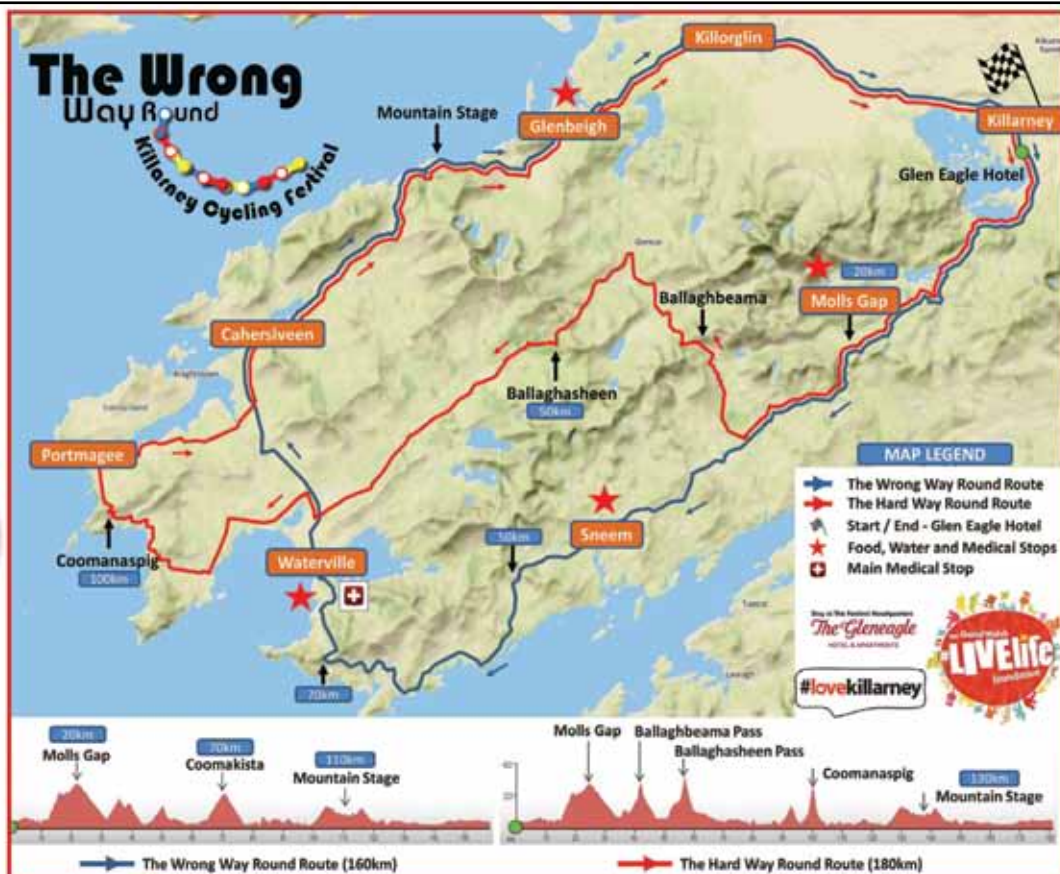 The Wrong
Way Round
Killarney Cycling Festival
Killorglin
Mountain Stage
Glenbeigh
Killarney
Glen Eagle Hotel
20km
Molls Gap
Ballaghbeama
Cahersiveen
Ballaghasheen
50km
Portmagee
MAP LEGEND
The Wrong Way Round Route
The Hard Way Round Route
Start / End - Glen Eagle Hotel
Food, Water and Medical Stops
Main Medical Stop
Sneem
50km
Coomanaspig
100km
Waterville
70km
The Gleneagle
HOTEL & APARTMENTS
#lovekillarney
LIVElife
foundation
20km
Molls Gap
70km
Coomakista
110km
Mountain Stage
Molls Gap
Ballaghbeama Pass
Ballaghasheen Pass
Coomanaspig
130km
Mountain Stage
The Wrong Way Round Route (160km)
The Hard Way Round Route (180km)